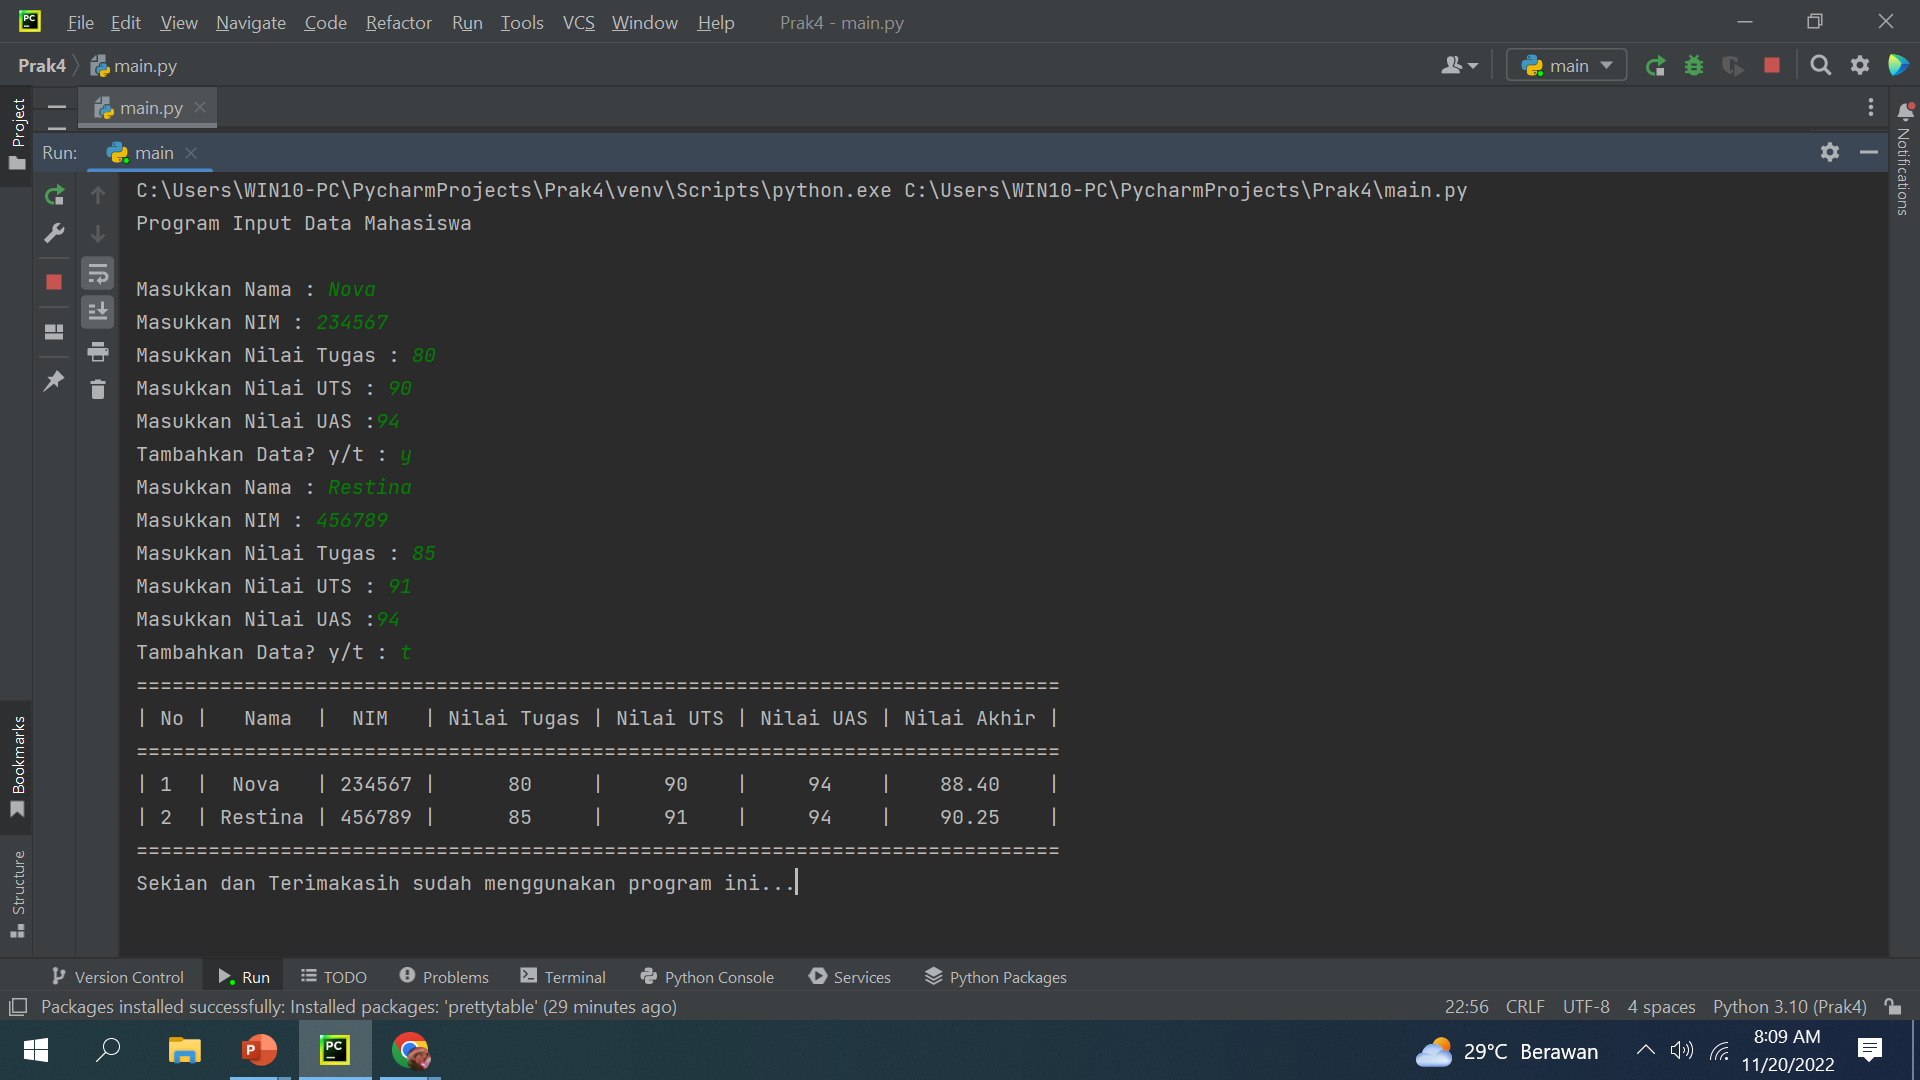 File Edit View Navigate Code Refactor Run Tools VCS Window Help Prak4 - main.py
Prak4 main.py main
Project
main.py
Run: main
Notifications
C:\Users\WIN10-PC\PycharmProjects\Prak4\venv\Scripts\python.exe C:\Users\WIN10-PC\PycharmProjects\Prak4\main.py
Program Input Data Mahasiswa
Masukkan Nama : Nova
Masukkan NIM : 234567
Masukkan Nilai Tugas : 80
Masukkan Nilai UTS : 90
Masukkan Nilai UAS :94
Tambahkan Data? y/t : y
Masukkan Nama : Restina
Masukkan NIM : 456789
Masukkan Nilai Tugas : 85
Masukkan Nilai UTS : 91
Masukkan Nilai UAS :94
Tambahkan Data? y/t : t
=============================================================================
| No |   Nama  |  NIM   | Nilai Tugas | Nilai UTS | Nilai UAS | Nilai Akhir |
=============================================================================
| 1  |  Nova   | 234567 |      80     |     90    |     94    |    88.40    |
| 2  | Restina | 456789 |      85     |     91    |     94    |    90.25    |
=============================================================================
Sekian dan Terimakasih sudah menggunakan program ini...
Bookmarks
Structure
Version Control Run TODO Problems Terminal Python Console Services Python Packages
Packages installed successfully: Installed packages: 'prettytable' (29 minutes ago) 22:56 CRLF UTF-8 4 spaces Python 3.10 (Prak4)
29°C Berawan 8:09 AM
11/20/2022